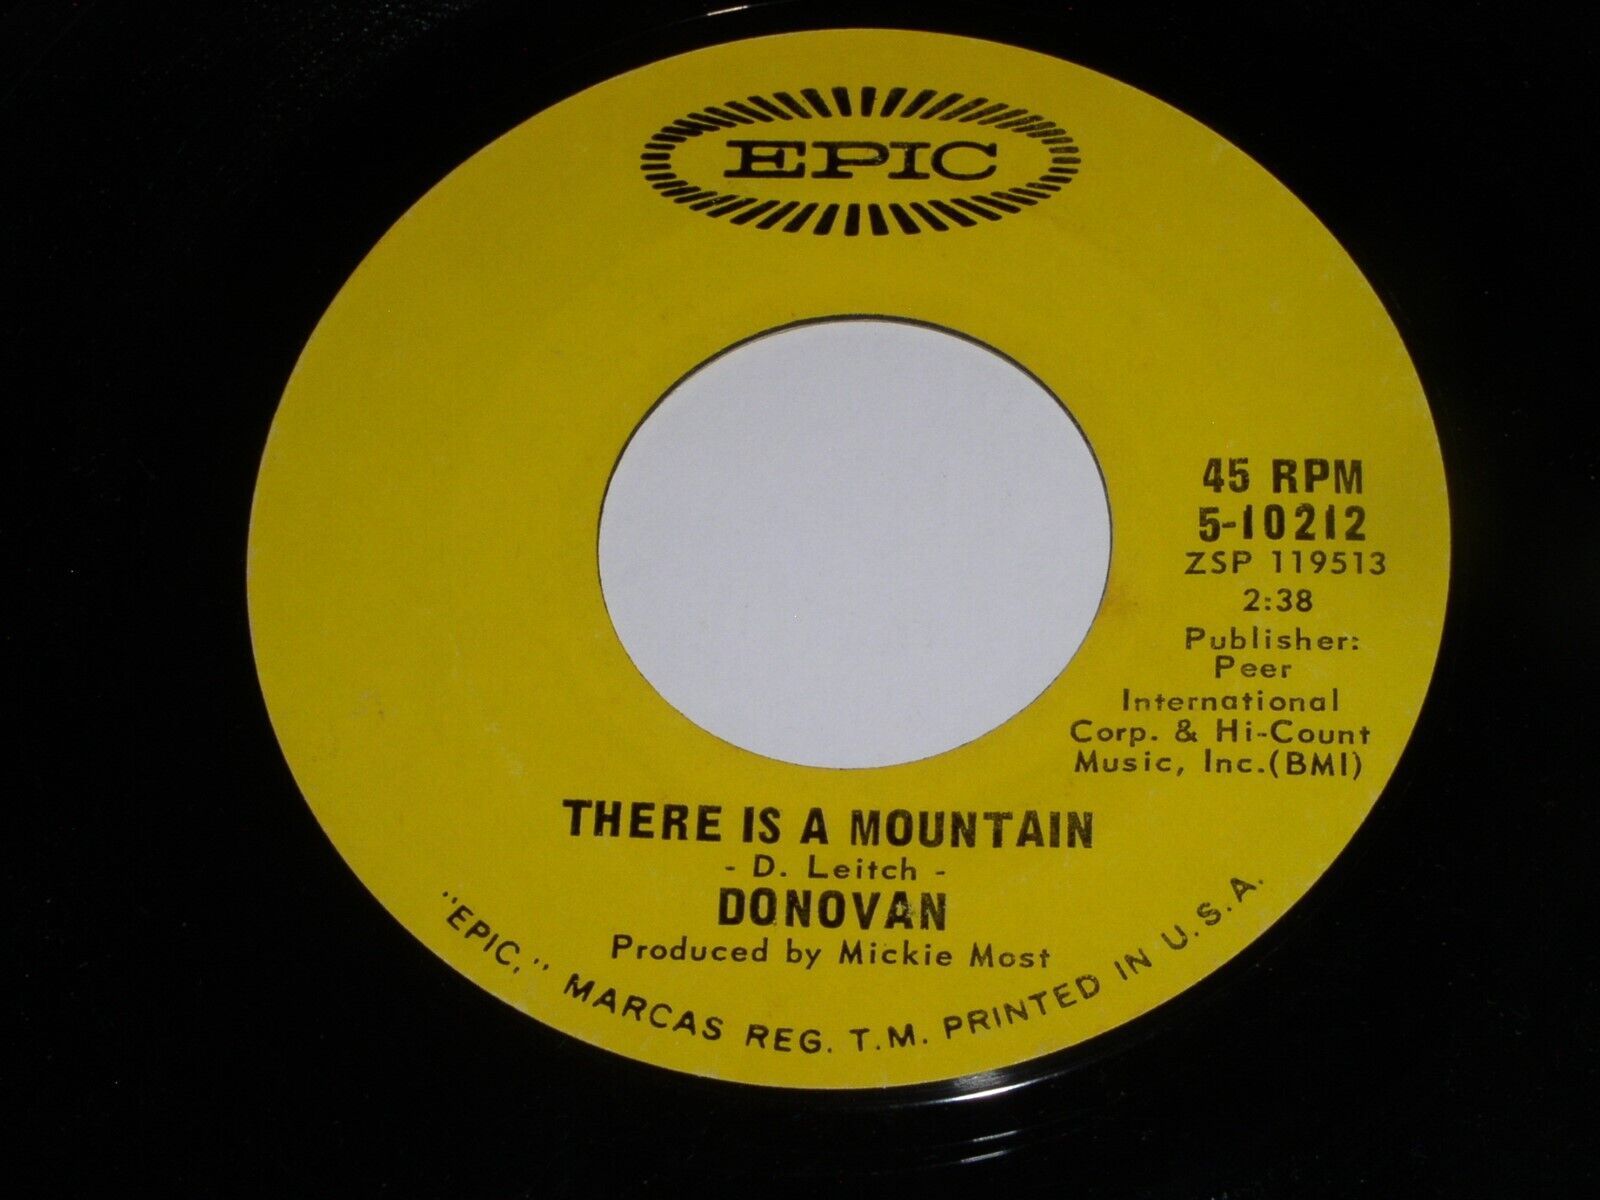 EPIC
45 RPM
5-10212
ZSP 119513
2:38
Publisher:
Peer
International
Corp. & Hi-Count
Music, Inc.(BMI)
THERE IS A MOUNTAIN
- D. Leitch -
DONOVAN
Produced by Mickie Most
"EPIC," MARCAS REG. T.M. PRINTED IN U.S.A.